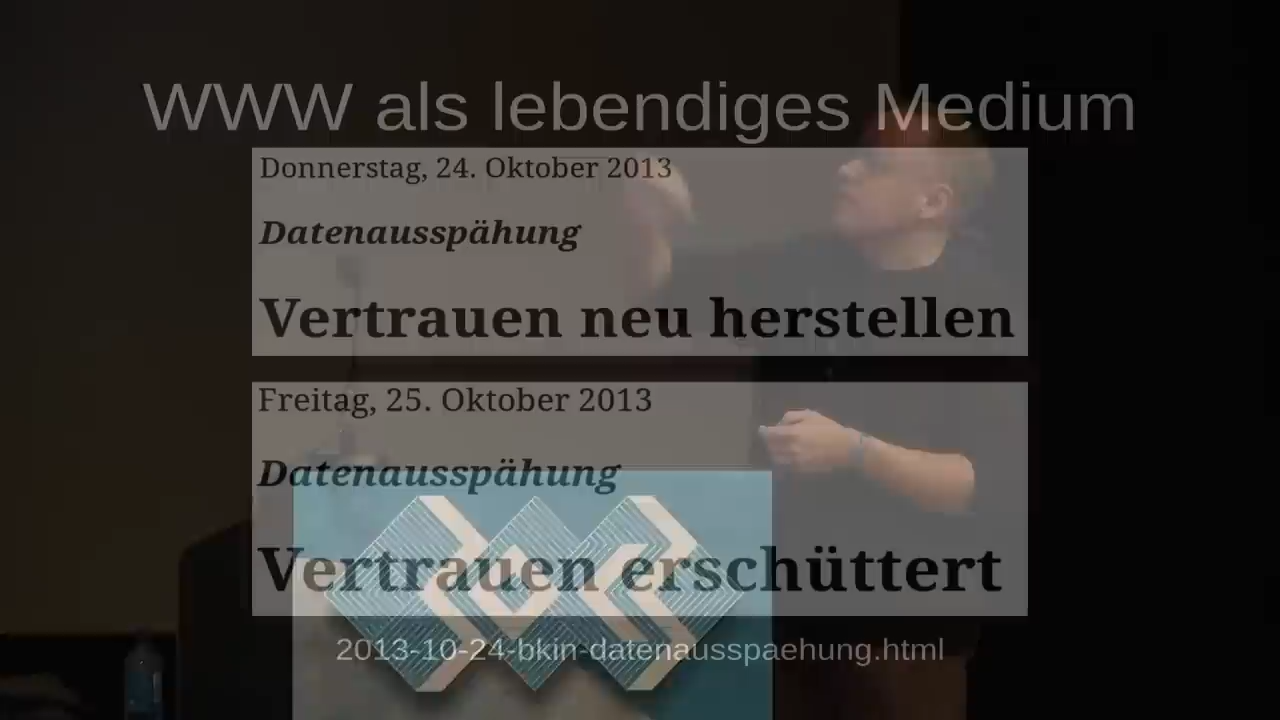 WWW als lebendiges Medium
Donnerstag, 24. Oktober 2013
Datenausspähung
Vertrauen neu herstellen
Freitag, 25. Oktober 2013
Datenausspähung
Vertrauen erschüttert
2013-10-24-bkin-datenausspaehung.html